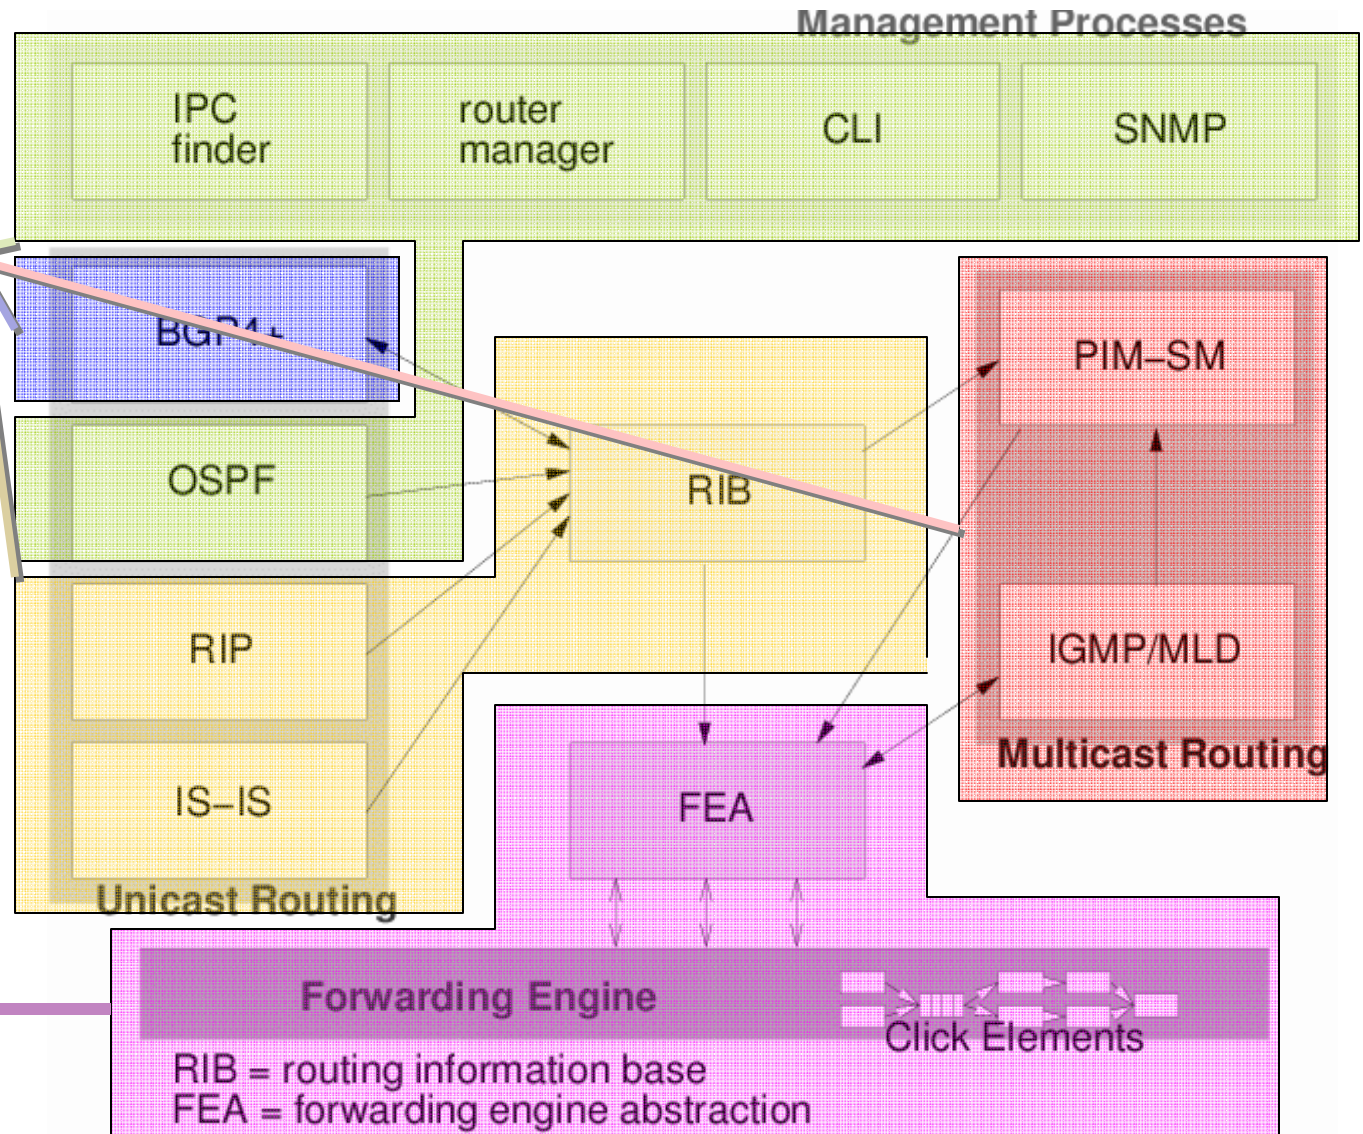 Management Processes
IPC
finder
router
manager
CLI
SNMP
BGP4+
PIM–SM
OSPF
RIB
RIP
IGMP/MLD
Multicast Routing
IS–IS
FEA
Unicast Routing
Forwarding Engine
Click Elements
RIB = routing information base
FEA = forwarding engine abstraction